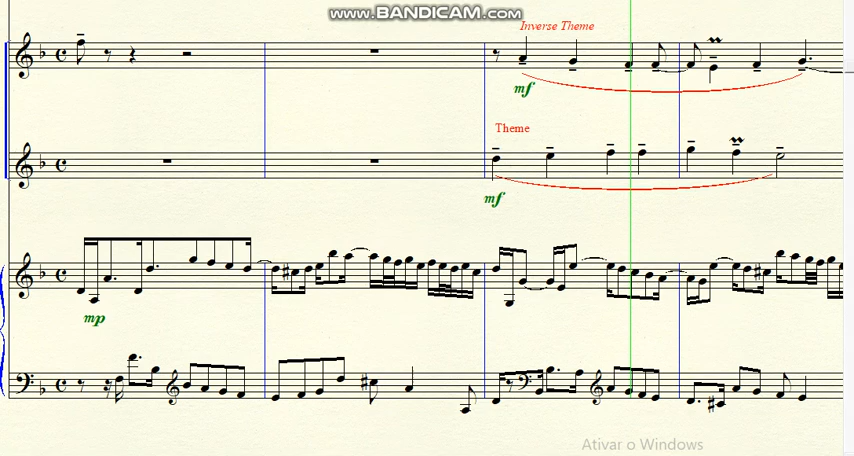 www.BANDICAM.com
Inverse Theme
mf
Theme
mf
mp
Ativar o Windows